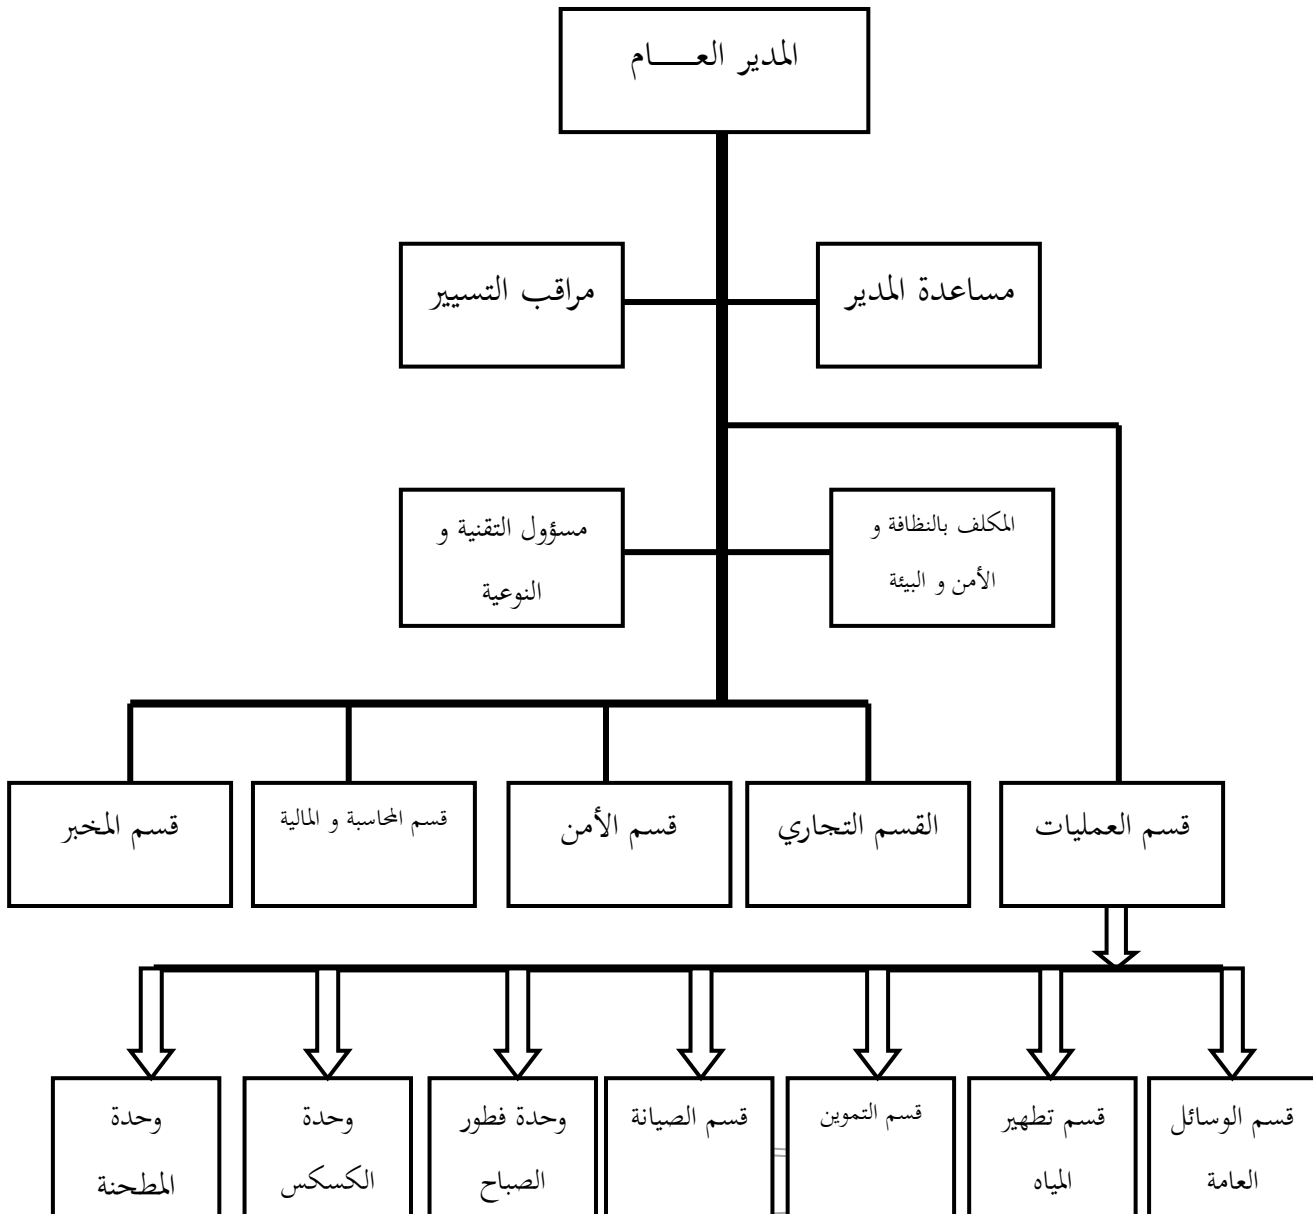 المدير العـــــام
مساعدة المدير
مراقب التسيير
المكلف بالنظافة و
الأمن و البيئة
مسؤول التقنية و
النوعية
قسم العمليات
القسم التجاري
قسم الأمن
قسم المحاسبة و المالية
قسم المخبر
قسم الوسائل
العامة
قسم تطهير
المياه
قسم التموين
قسم الصيانة
وحدة فطور
الصباح
وحدة
الكسكس
وحدة
المطحنة